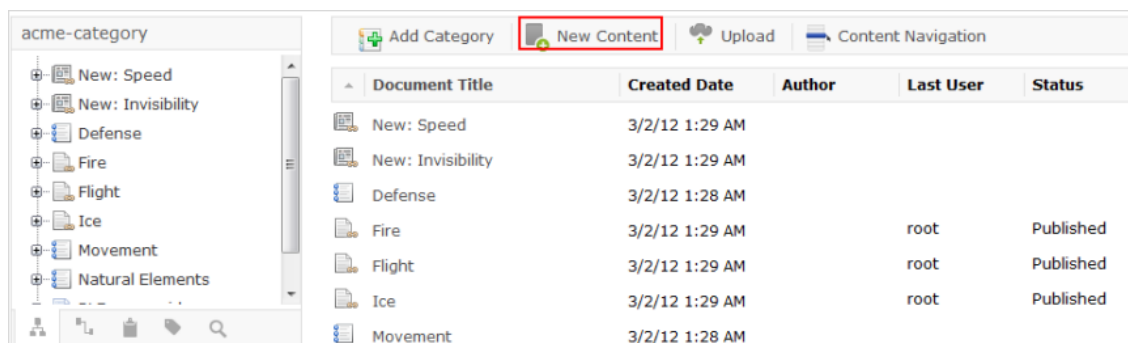 acme-category
New: Speed
New: Invisibility
Defense
Fire
Flight
Ice
Movement
Natural Elements
Add Category New Content Upload Content Navigation
Document Title Created Date Author Last User Status
New: Speed 3/2/12 1:29 AM
New: Invisibility 3/2/12 1:29 AM
Defense 3/2/12 1:28 AM
Fire 3/2/12 1:29 AM root Published
Flight 3/2/12 1:29 AM root Published
Ice 3/2/12 1:29 AM root Published
Movement 3/2/12 1:28 AM